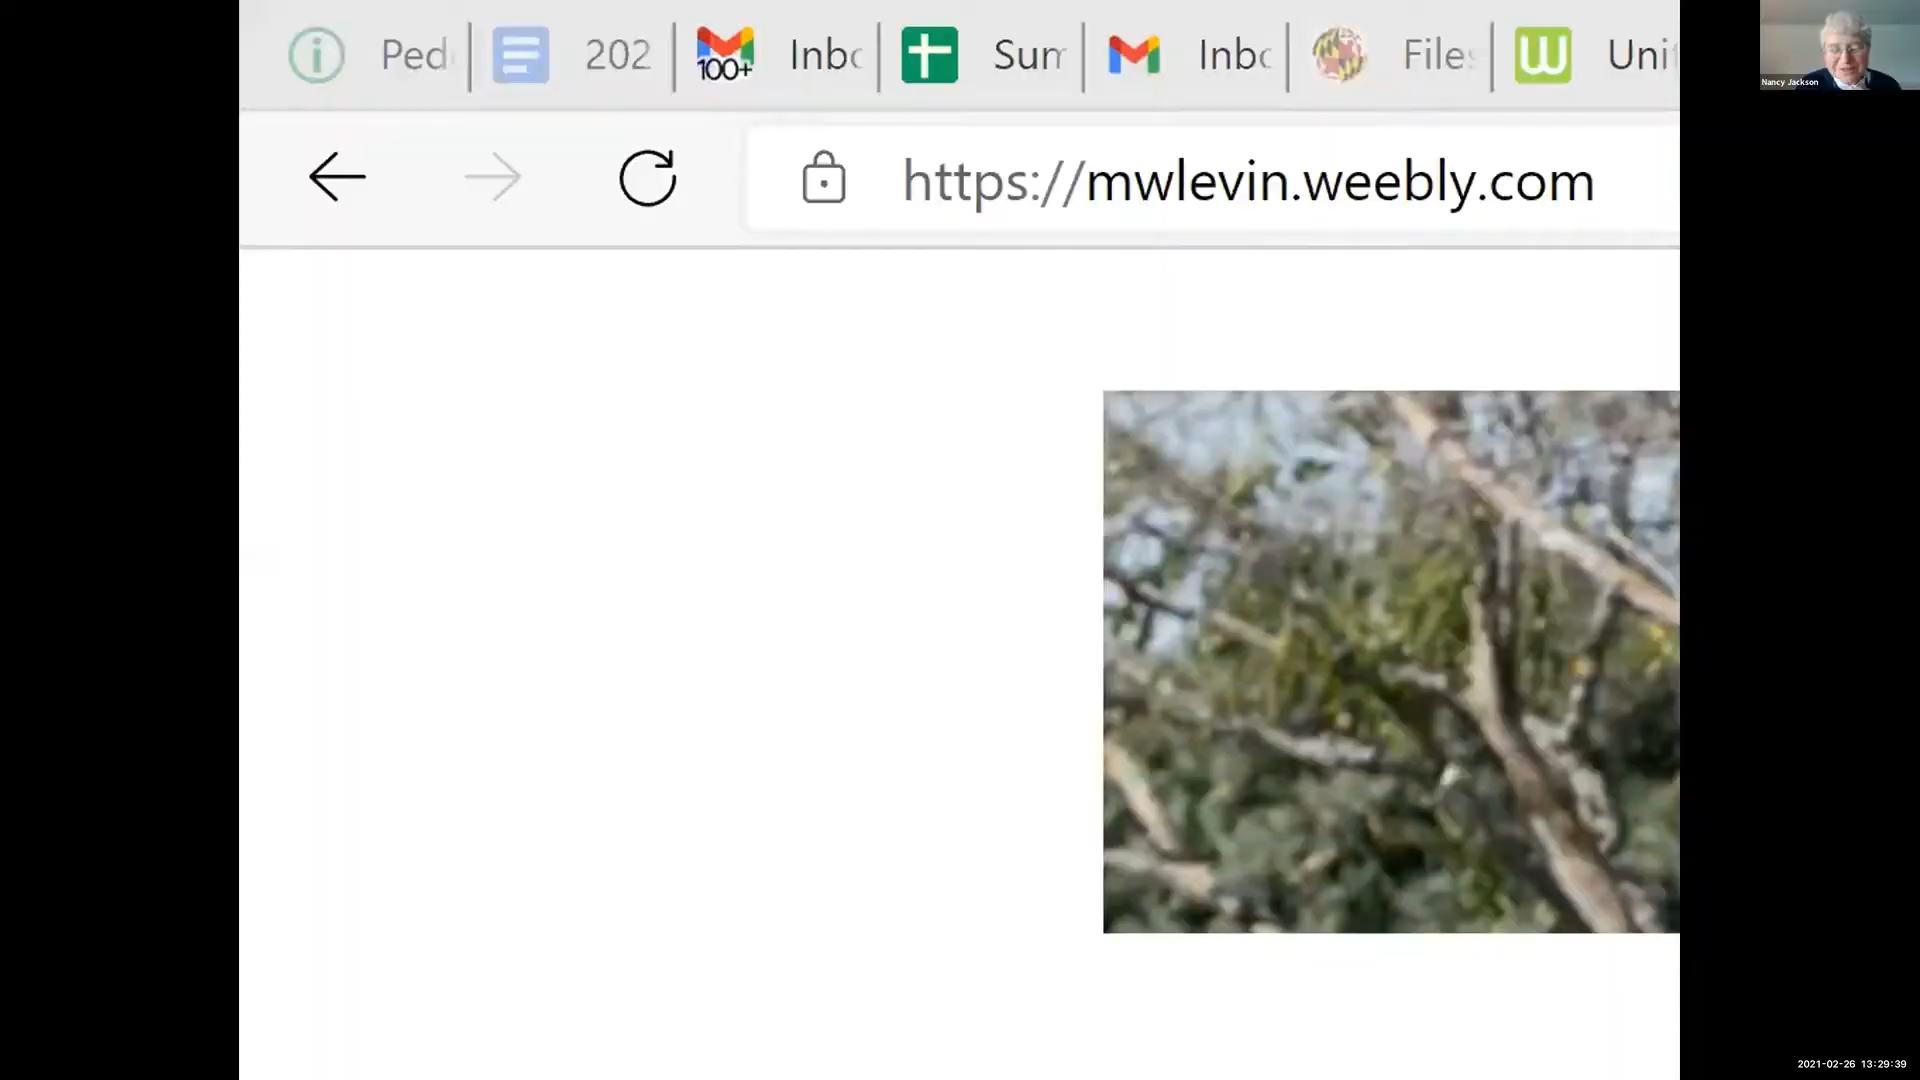 Ped
202
100+
Inbc
Sum
Inbc
Files
Uni
https://mwlevin.weebly.com
Nancy Jackson
2021-02-26 13:29:39